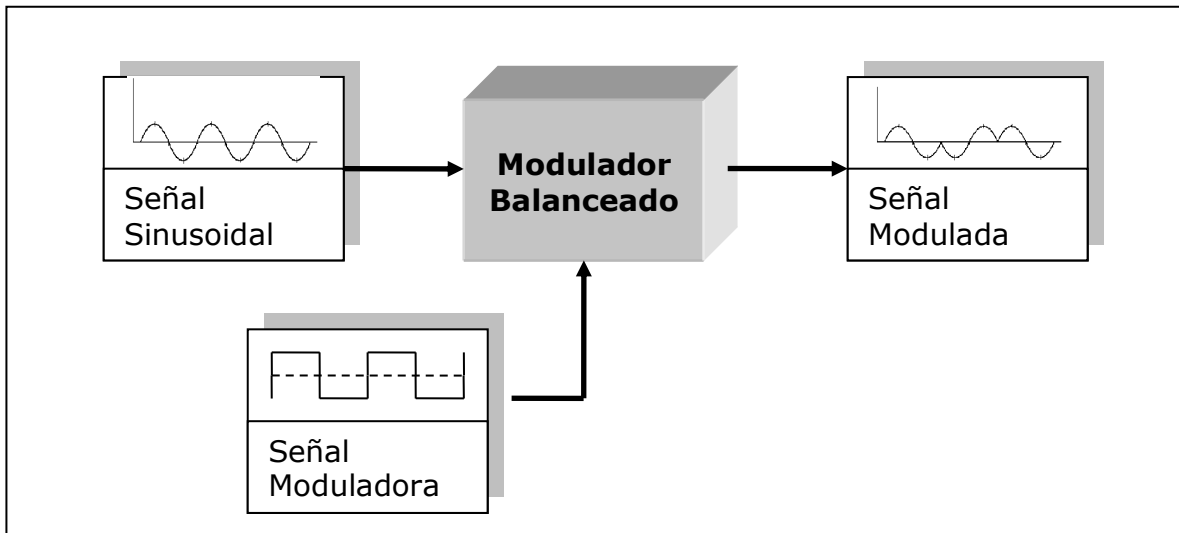 Señal
Sinusoidal
Modulador
Balanceado
Señal
Modulada
Señal
Moduladora